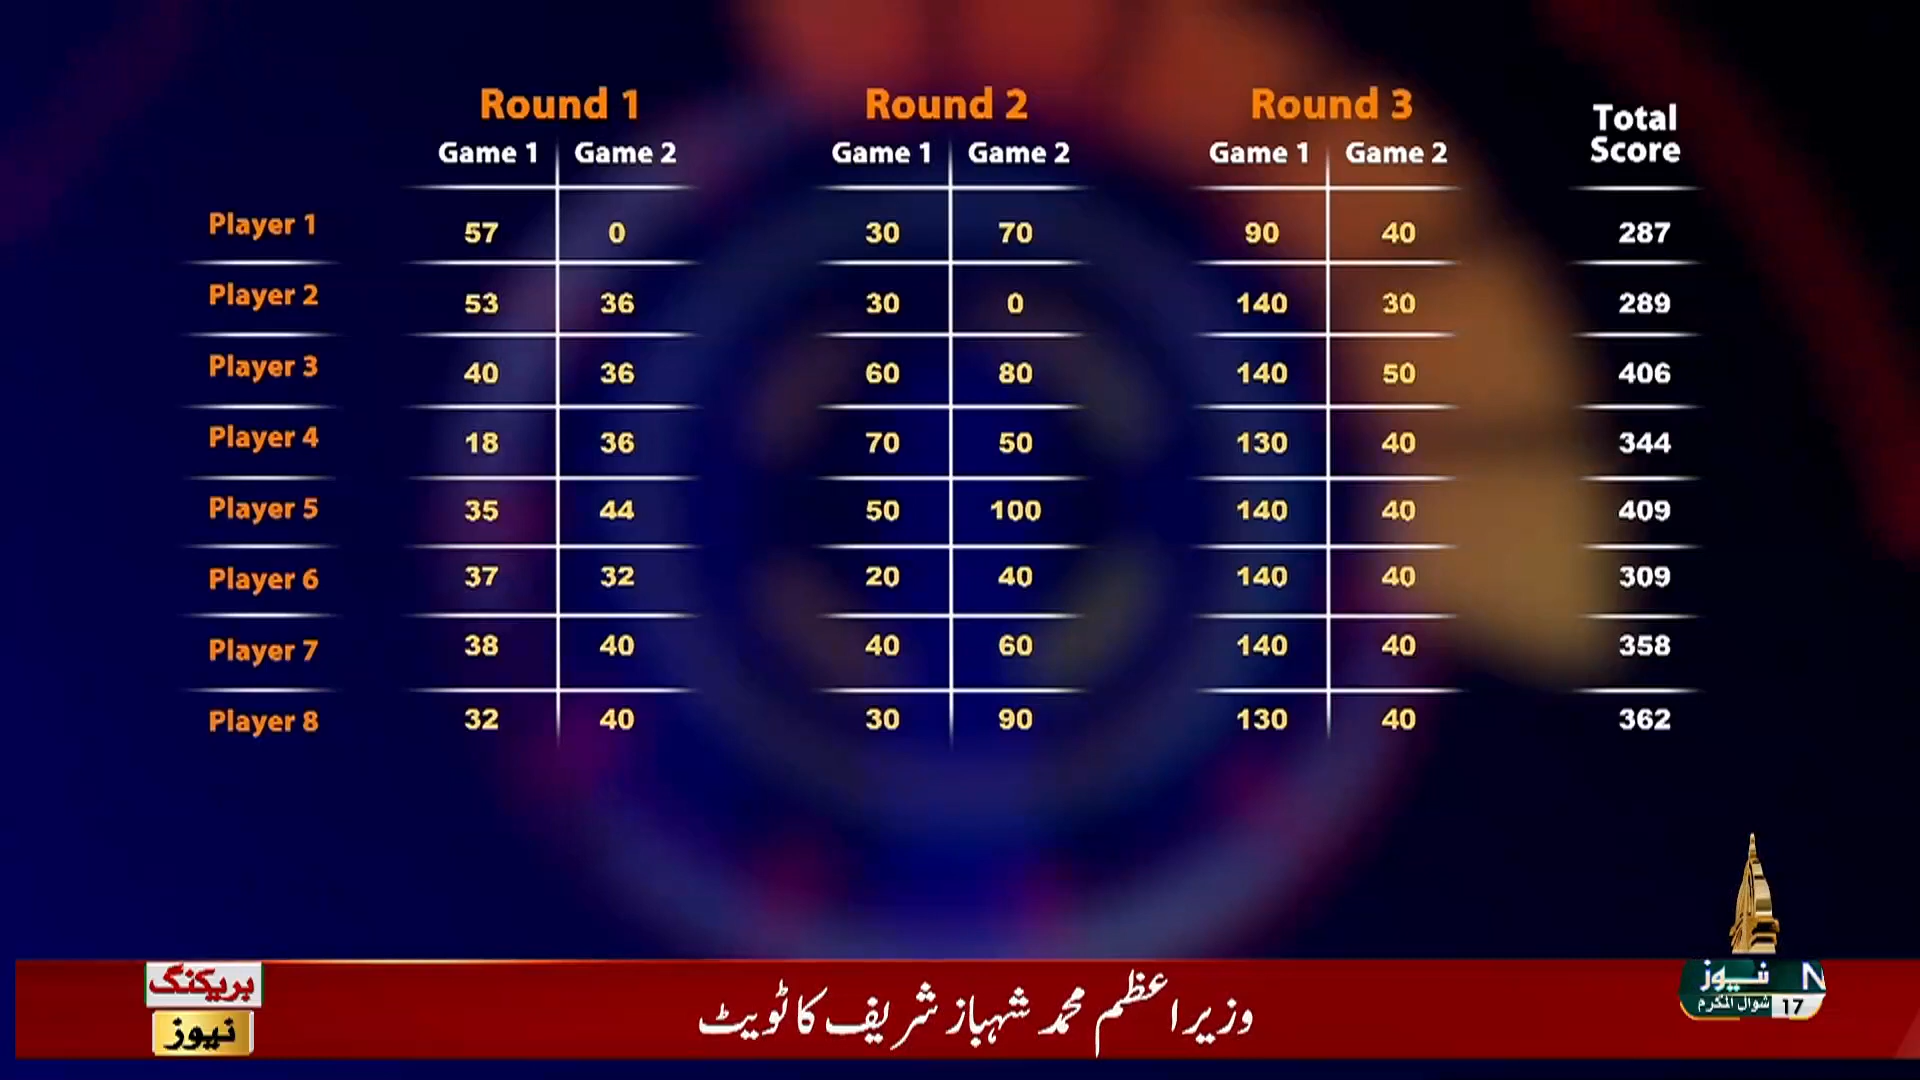 Round 1 Round 2 Round 3 Total Score
Game 1 Game 2 Game 1 Game 2 Game 1 Game 2
Player 1 57 0 30 70 90 40 287
Player 2 53 36 30 0 140 30 289
Player 3 40 36 60 80 140 50 406
Player 4 18 36 70 50 130 40 344
Player 5 35 44 50 100 140 40 409
Player 6 37 32 20 40 140 40 309
Player 7 38 40 40 60 140 40 358
Player 8 32 40 30 90 130 40 362
بریکنگ
نیوز
وزیراعظم محمد شہباز شریف کا ٹویٹ
نیوز N
17 شوال المکرم